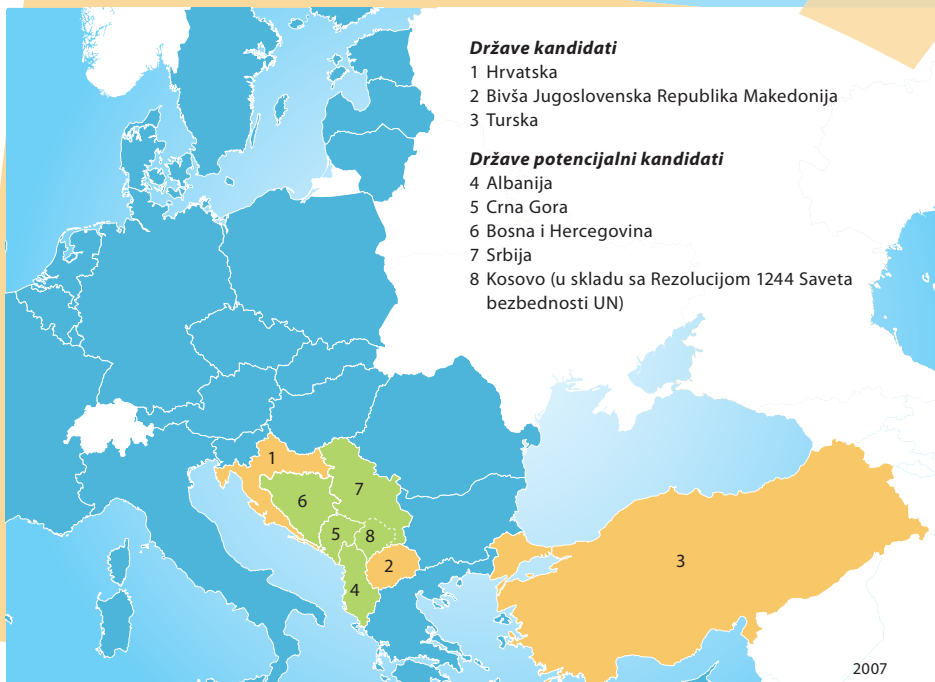 Države kandidati
1 Hrvatska
2 Bivša Jugoslovenska Republika Makedonija
3 Turska
Države potencijalni kandidati
4 Albanija
5 Crna Gora
6 Bosna i Hercegovina
7 Srbija
8 Kosovo (u skladu sa Rezolucijom 1244 Saveta
bezbednosti UN)
1
7
6
5
8
2
3
4
2007